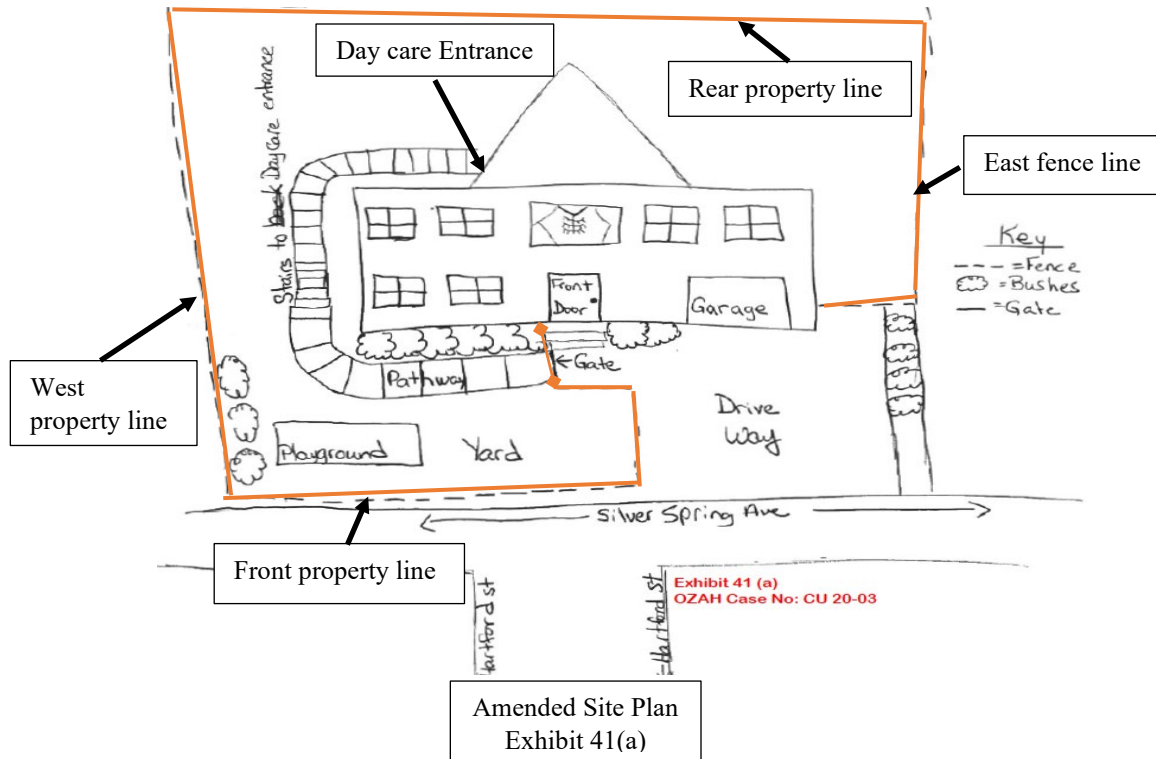 Day care Entrance
Rear property line
East fence line
Stairs to back Daycare entrance
Key
--- =Fence
=Bushes
— =Gate
Front
Door
Garage
West
property line
←Gate
Pathway
Drive
Way
Playground
Yard
Silver Spring Ave
Front property line
Hartford St
Hartford St
Exhibit 41 (a)
OZAH Case No: CU 20-03
Amended Site Plan
Exhibit 41(a)